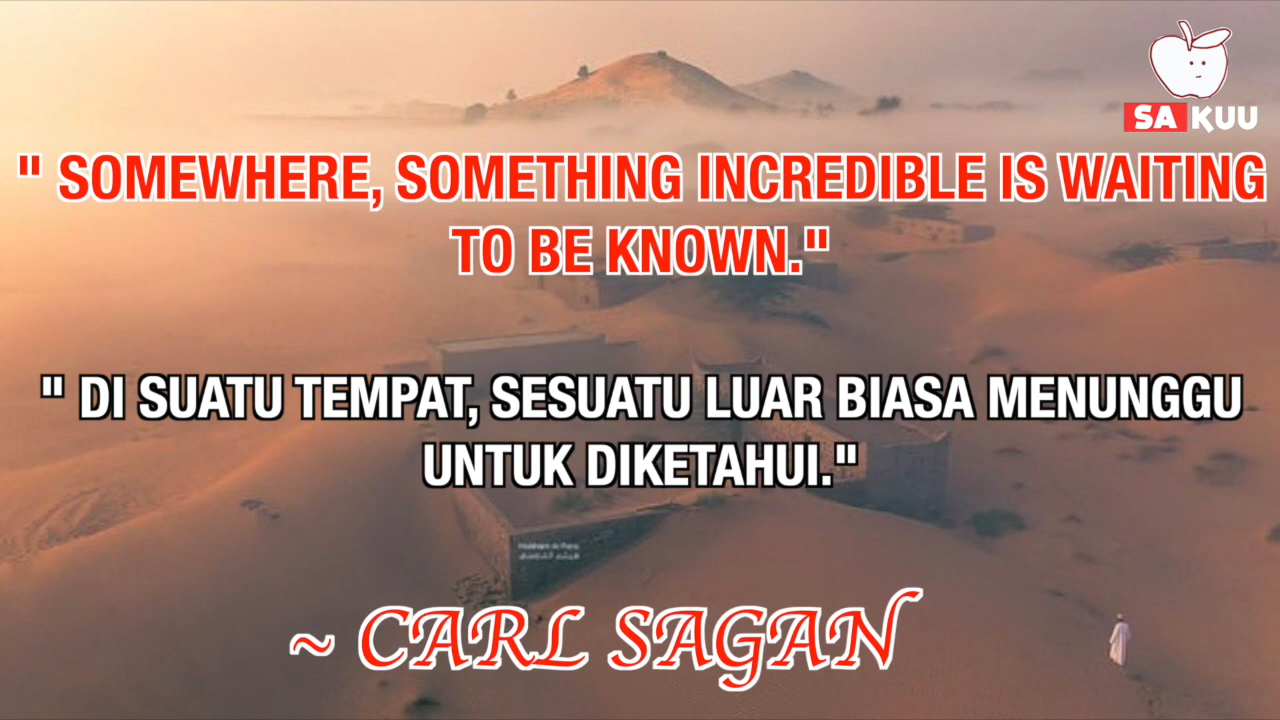 SA KUU
" SOMEWHERE, SOMETHING INCREDIBLE IS WAITING
TO BE KNOWN."
" DI SUATU TEMPAT, SESUATU LUAR BIASA MENUNGGU
UNTUK DIKETAHUI."
~ CARL SAGAN